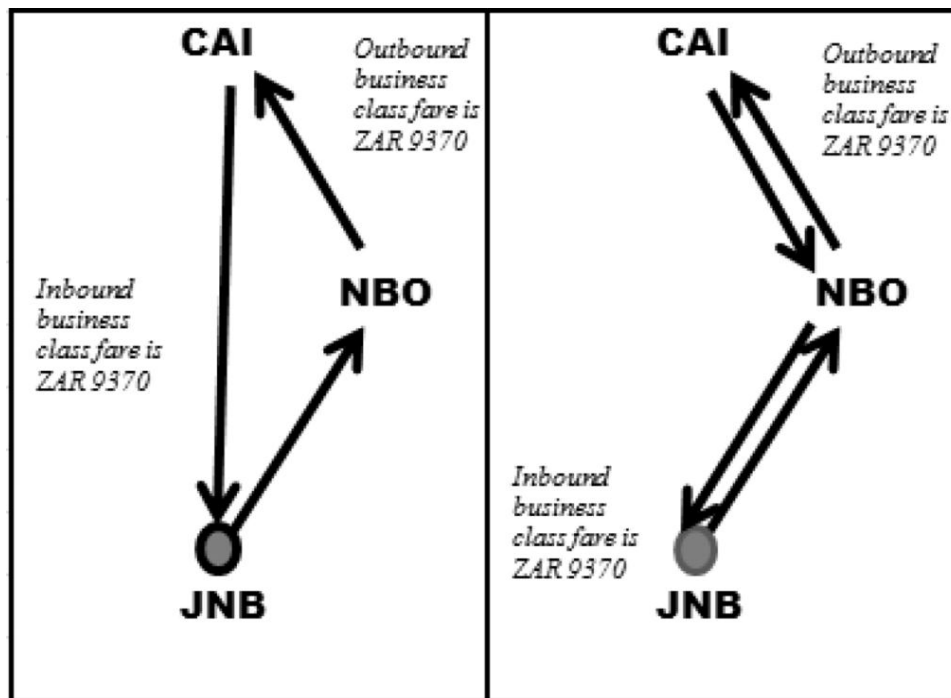 CAI
Outbound
business
class fare is
ZAR 9370
NBO
Inbound
business
class fare is
ZAR 9370
JNB
CAI
Outbound
business
class fare is
ZAR 9370
NBO
Inbound
business
class fare is
ZAR 9370
JNB